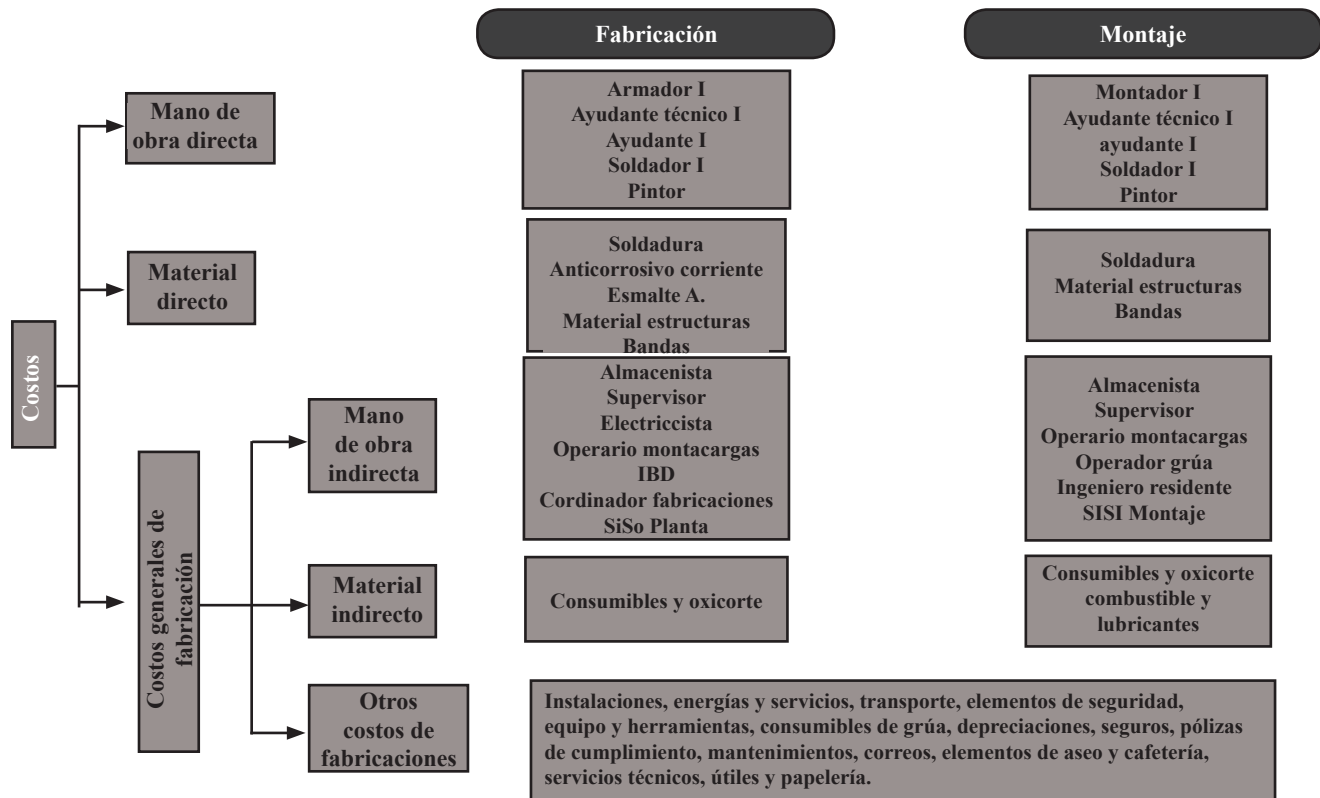 Fabricación
Montaje
Mano de
obra directa
Armador I
Ayudante técnico I
Ayudante I
Soldador I
Pintor
Montador I
Ayudante técnico I
ayudante I
Soldador I
Pintor
Material
directo
Soldadura
Anticorrosivo corriente
Esmalte A.
Material estructuras
Bandas
Soldadura
Material estructuras
Bandas
Costos
Costos generales de
fabricación
Mano
de obra
indirecta
Almacenista
Supervisor
Electriccista
Operario montacargas
IBD
Cordinador fabricaciones
SiSo Planta
Almacenista
Supervisor
Operario montacargas
Operador grúa
Ingeniero residente
SISI Montaje
Material
indirecto
Consumibles y oxicorte
Consumibles y oxicorte
combustible y
lubricantes
Otros
costos de
fabricaciones
Instalaciones, energías y servicios, transporte, elementos de seguridad,
equipo y herramientas, consumibles de grúa, depreciaciones, seguros, pólizas
de cumplimiento, mantenimientos, correos, elementos de aseo y cafetería,
servicios técnicos, útiles y papelería.